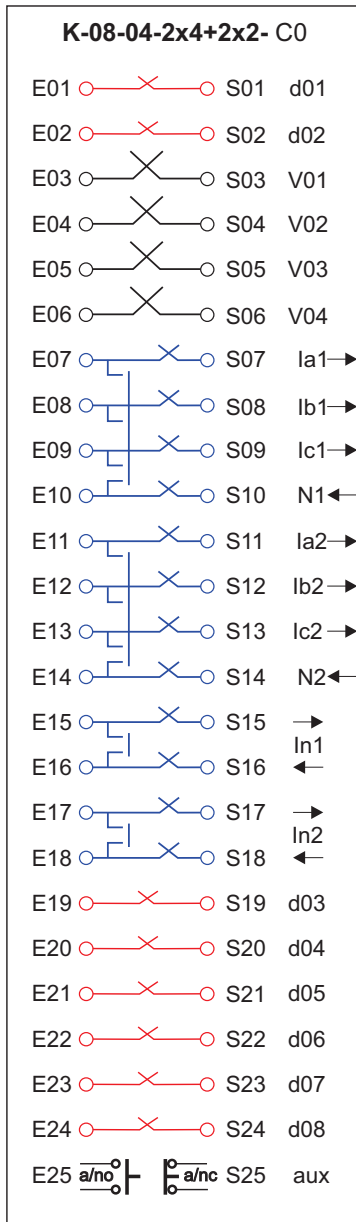 K-08-04-2x4+2x2- C0
E01 S01 d01
E02 S02 d02
E03 S03 V01
E04 S04 V02
E05 S05 V03
E06 S06 V04
E07 S07 Ia1
E08 S08 Ib1
E09 S09 Ic1
E10 S10 N1
E11 S11 Ia2
E12 S12 Ib2
E13 S13 Ic2
E14 S14 N2
E15 S15
In1
E16 S16
E17 S17
In2
E18 S18
E19 S19 d03
E20 S20 d04
E21 S21 d05
E22 S22 d06
E23 S23 d07
E24 S24 d08
E25 a/no a/nc S25 aux